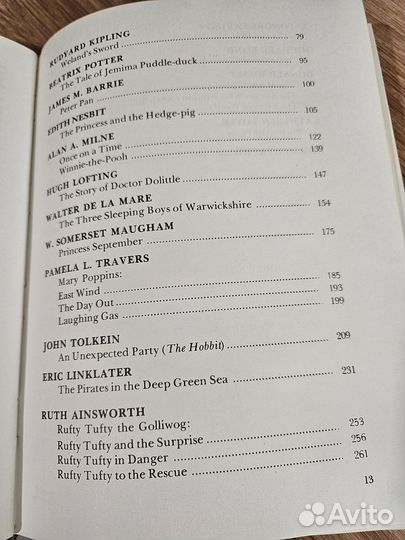 RUDYARD KIPLING
Weland's Sword 79
BEATRIX POTTER
The Tale of Jemima Puddle-duck 95
JAMES M. BARRIE
Peter Pan 100
EDITH NESBIT
The Princess and the Hedge-pig 105
ALAN A. MILNE
Once on a Time 122
Winnie-the-Pooh 139
HUGH LOFTING
The Story of Doctor Dolittle 147
WALTER DE LA MARE
The Three Sleeping Boys of Warwickshire 154
W. SOMERSET MAUGHAM
Princess September 175
PAMELA L. TRAVERS
Mary Poppins:
East Wind 185
The Day Out 193
Laughing Gas 199
JOHN TOLKEIN
An Unexpected Party (The Hobbit) 209
ERIC LINKLATER
The Pirates in the Deep Green Sea 231
RUTH AINSWORTH
Rufty Tufty the Golliwog: 253
Rufty Tufty and the Surprise 256
Rufty Tufty in Danger 261
Rufty Tufty to the Rescue
13
Avito